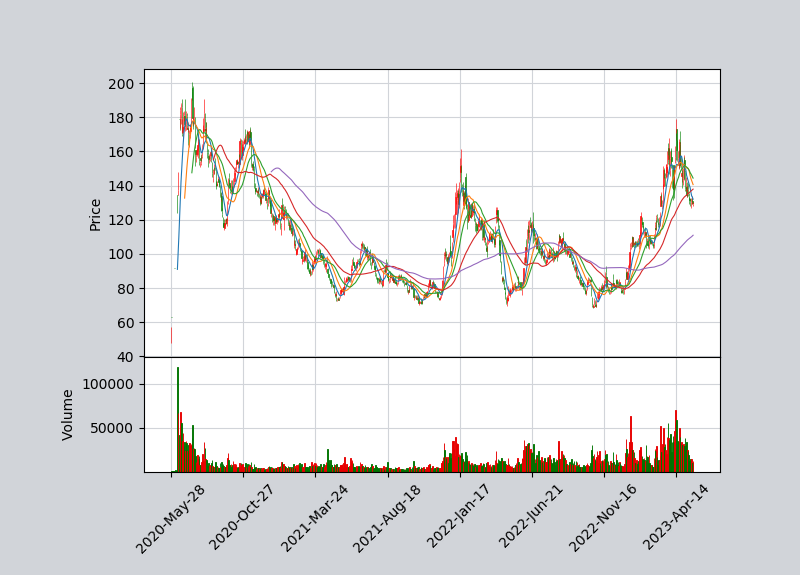 200
180
160
140
120
100
80
60
40
Price
100000
50000
Volume
2020-May-28
2020-Oct-27
2021-Mar-24
2021-Aug-18
2022-Jan-17
2022-Jun-21
2022-Nov-16
2023-Apr-14